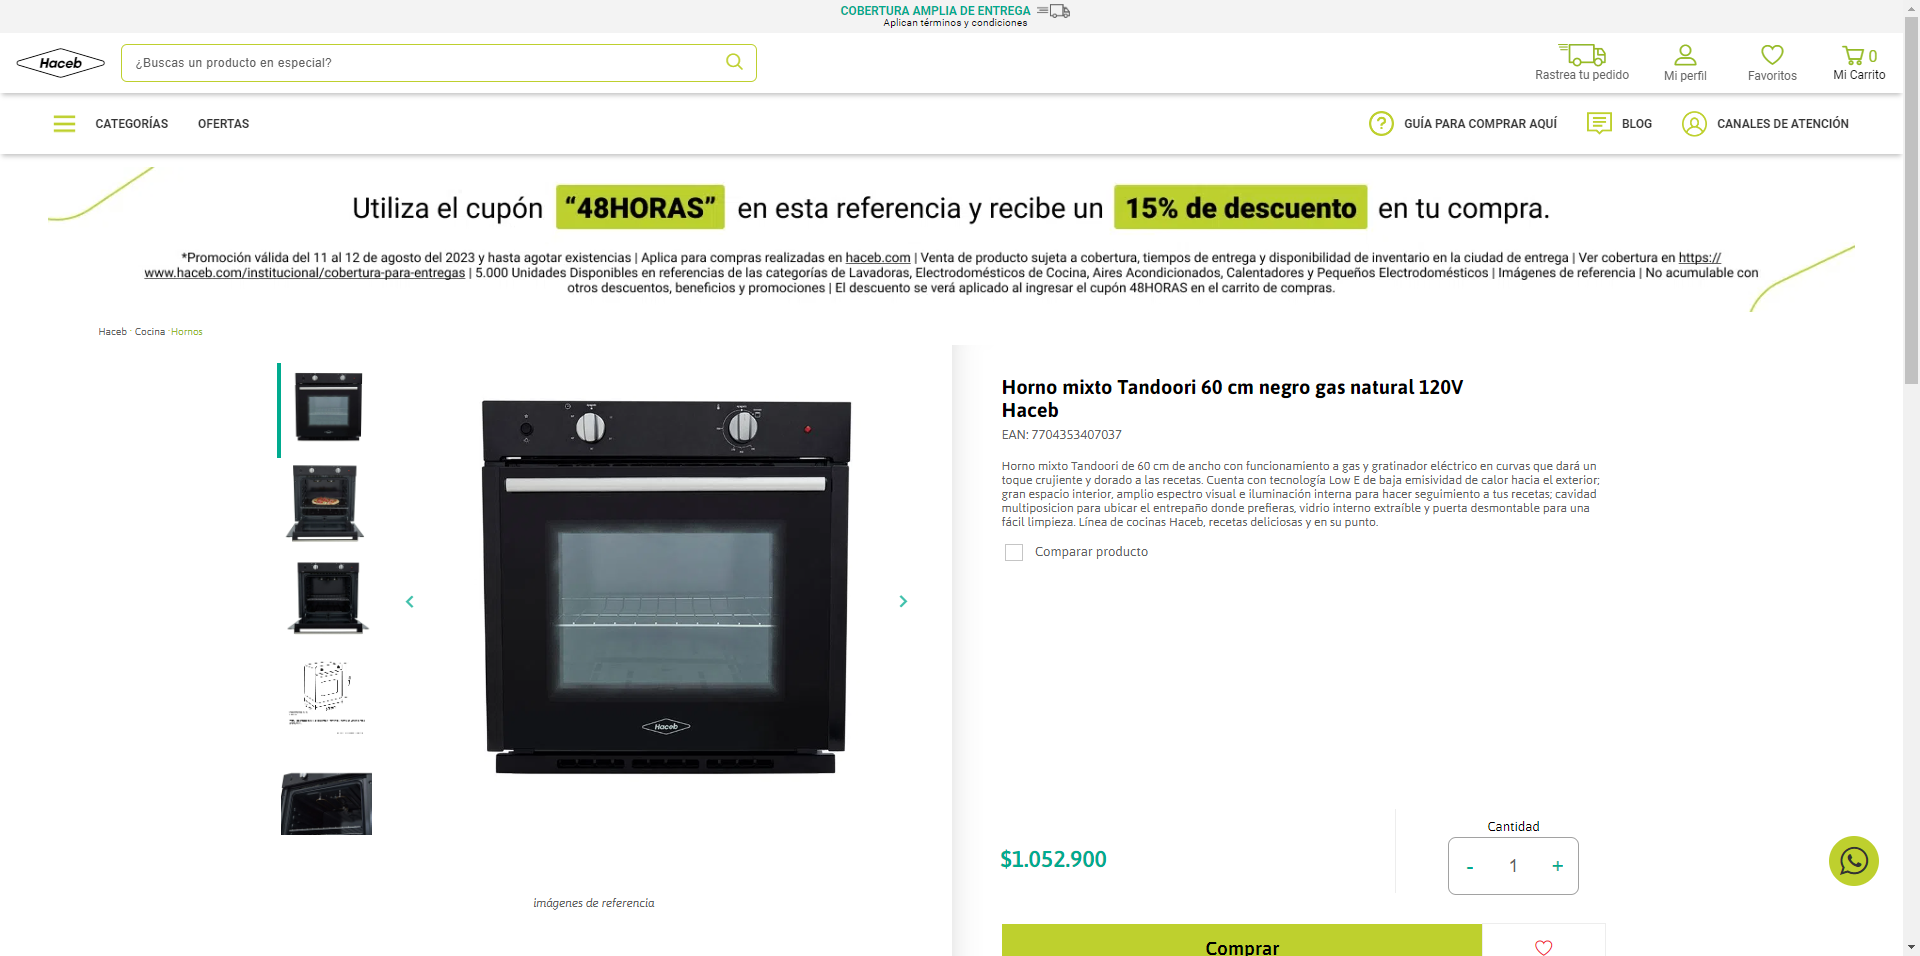 COBERTURA AMPLIA DE ENTREGA
Aplican términos y condiciones
Haceb
¿Buscas un producto en especial?
Rastrea tu pedido
Mi perfil
Favoritos
0
Mi Carrito
CATEGORÍAS
OFERTAS
GUÍA PARA COMPRAR AQUÍ
BLOG
CANALES DE ATENCIÓN
Utiliza el cupón “48HORAS” en esta referencia y recibe un 15% de descuento en tu compra.
*Promoción válida del 11 al 12 de agosto del 2023 y hasta agotar existencias | Aplica para compras realizadas en haceb.com | Venta de producto sujeta a cobertura, tiempos de entrega y disponibilidad de inventario en la ciudad de entrega | Ver cobertura en https://
www.haceb.com/institucional/cobertura-para-entregas | 5.000 Unidades Disponibles en referencias de las categorías de Lavadoras, Electrodomésticos de Cocina, Aires Acondicionados, Calentadores y Pequeños Electrodomésticos | Imágenes de referencia | No acumulable con
otros descuentos, beneficios y promociones | El descuento se verá aplicado al ingresar el cupón 48HORAS en el carrito de compras.
Haceb · Cocina · Hornos
Haceb
imágenes de referencia
Horno mixto Tandoori 60 cm negro gas natural 120V
Haceb
EAN: 7704353407037
Horno mixto Tandoori de 60 cm de ancho con funcionamiento a gas y gratinador eléctrico en curvas que dará un
toque crujiente y dorado a las recetas. Cuenta con tecnología Low E de baja emisividad de calor hacia el exterior;
gran espacio interior, amplio espectro visual e iluminación interna para hacer seguimiento a tus recetas; cavidad
multiposicion para ubicar el entrepaño donde prefieras, vidrio interno extraíble y puerta desmontable para una
fácil limpieza. Línea de cocinas Haceb, recetas deliciosas y en su punto.
Comparar producto
$1.052.900
Cantidad
- 1 +
Comprar